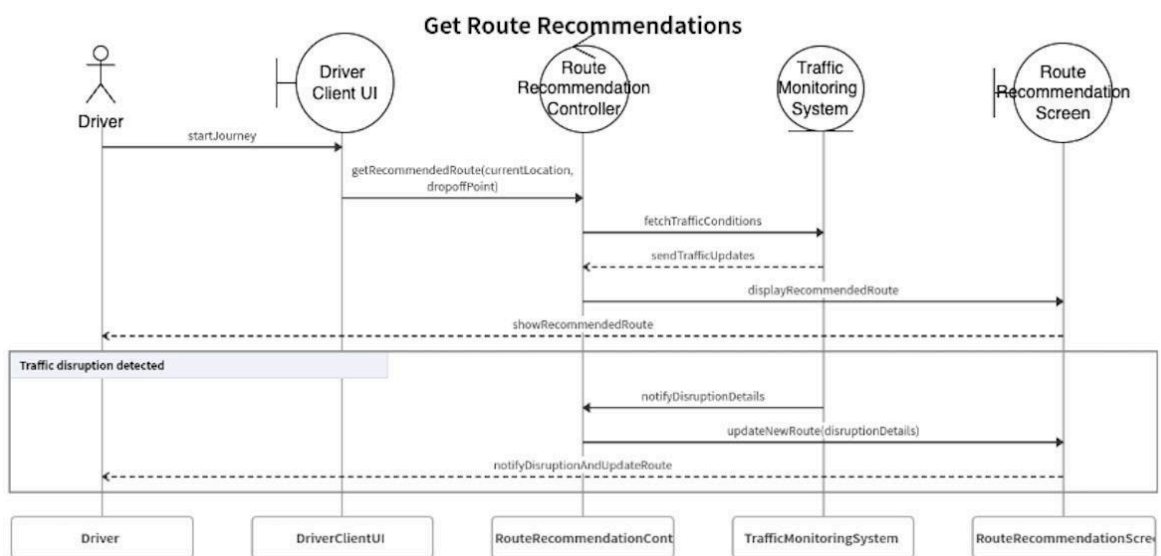 Get Route Recommendations
Driver
Driver
Client UI
Route
Recommendation
Controller
Traffic
Monitoring
System
Route
Recommendation
Screen
startJourney
getRecommendedRoute(currentLocation,
dropoffPoint)
fetchTrafficConditions
sendTrafficUpdates
displayRecommendedRoute
showRecommendedRoute
Traffic disruption detected
notifyDisruptionDetails
updateNewRoute(disruptionDetails)
notifyDisruptionAndUpdateRoute
Driver
DriverClientUI
RouteRecommendationCont
TrafficMonitoringSystem
RouteRecommendationScre